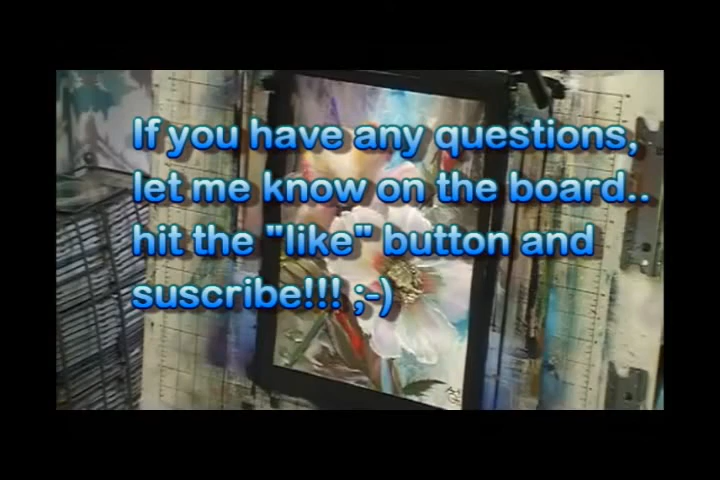 If you have any questions,
let me know on the board..
hit the "like" button and
suscribe!!! ;-)